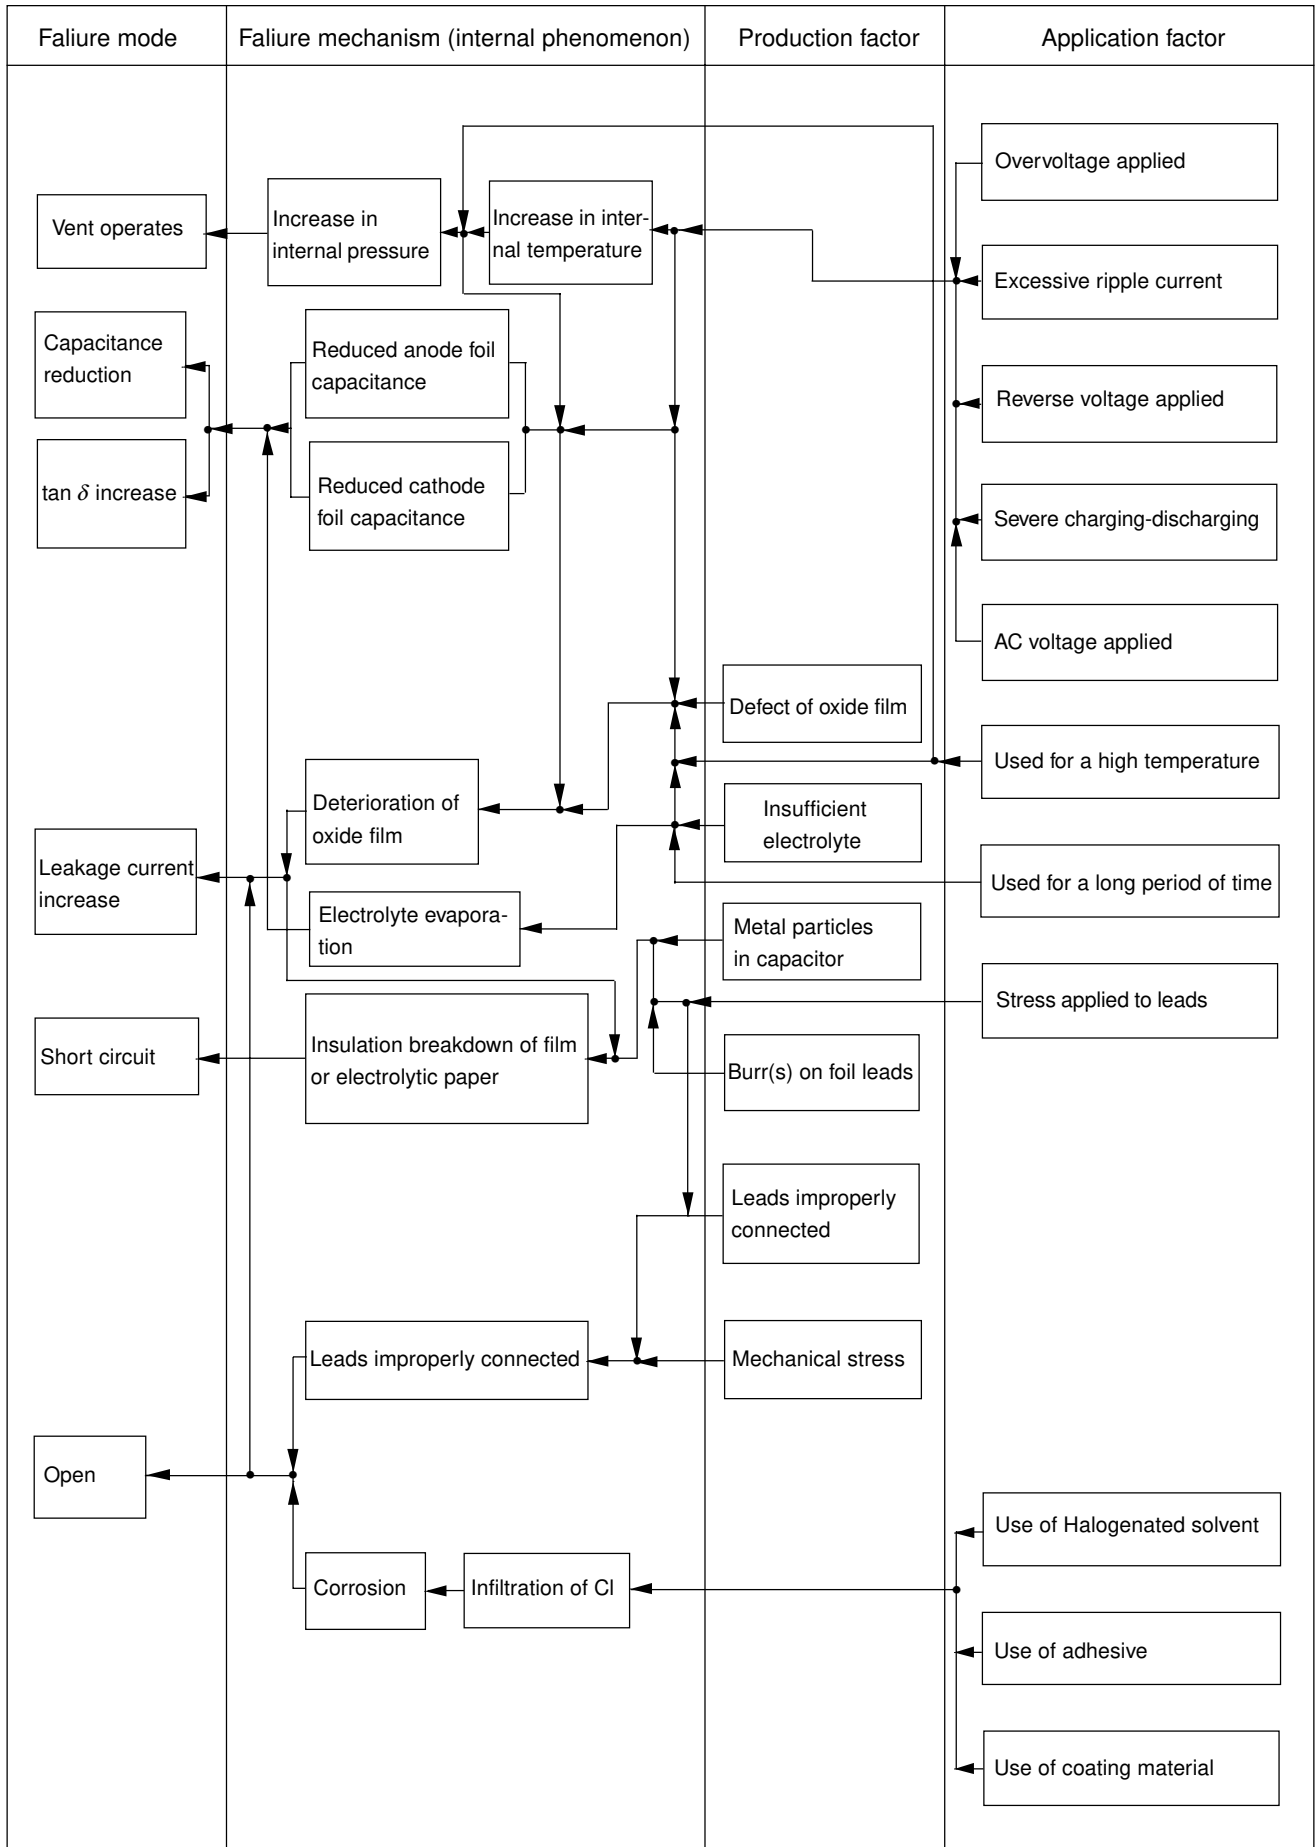 Faliure mode
Faliure mechanism (internal phenomenon)
Production factor
Application factor
Overvoltage applied
Vent operates
Increase in
internal pressure
Increase in inter-
nal temperature
Excessive ripple current
Capacitance
reduction
Reduced anode foil
capacitance
Reverse voltage applied
tan δ increase
Reduced cathode
foil capacitance
Severe charging-discharging
AC voltage applied
Defect of oxide film
Used for a high temperature
Deterioration of
oxide film
Insufficient
electrolyte
Leakage current
increase
Used for a long period of time
Electrolyte evapora-
tion
Metal particles
in capacitor
Stress applied to leads
Short circuit
Insulation breakdown of film
or electrolytic paper
Burr(s) on foil leads
Leads improperly
connected
Leads improperly connected
Mechanical stress
Open
Use of Halogenated solvent
Corrosion
Infiltration of Cl
Use of adhesive
Use of coating material